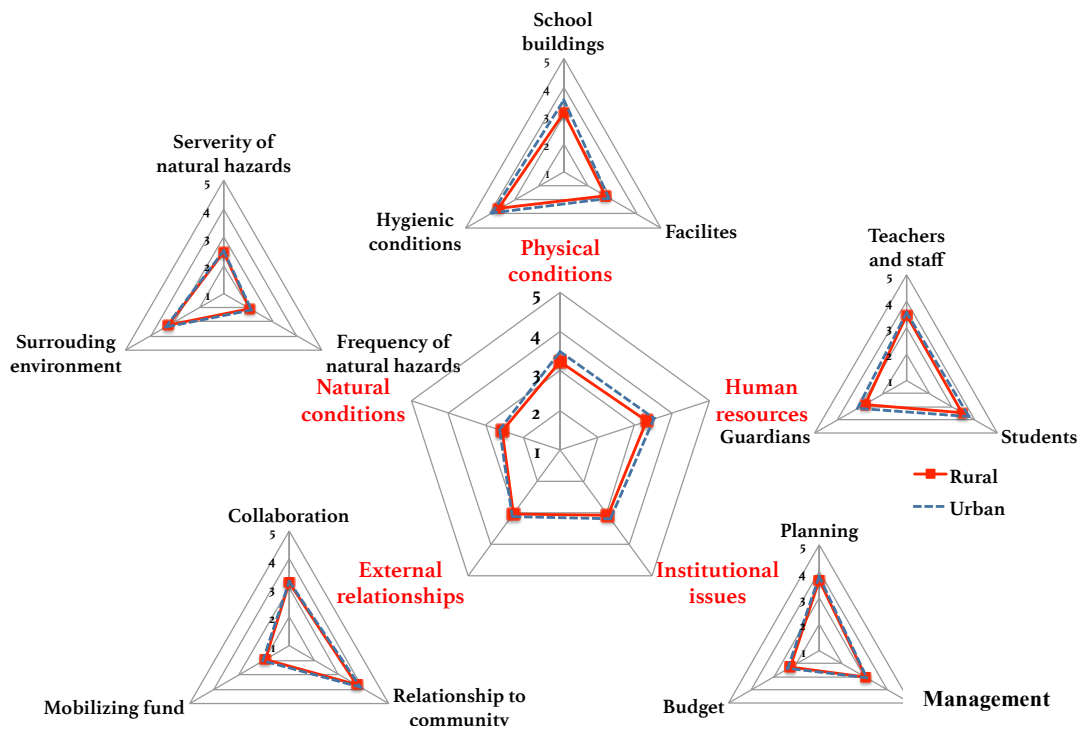 School
buildings
5
4
3
2
1
Hygienic
conditions
Facilites
Serverity of
natural hazards
5
4
3
2
1
Surrouding
environment
Frequency of
natural hazards
Teachers
and staff
5
4
3
2
1
Guardians
Students
Physical
conditions
5
4
3
2
1
Natural
conditions
Human
resources
External
relationships
Institutional
issues
Rural
Urban
Collaboration
5
4
3
2
1
Mobilizing fund
Relationship to
community
Planning
5
4
3
2
1
Budget
Management